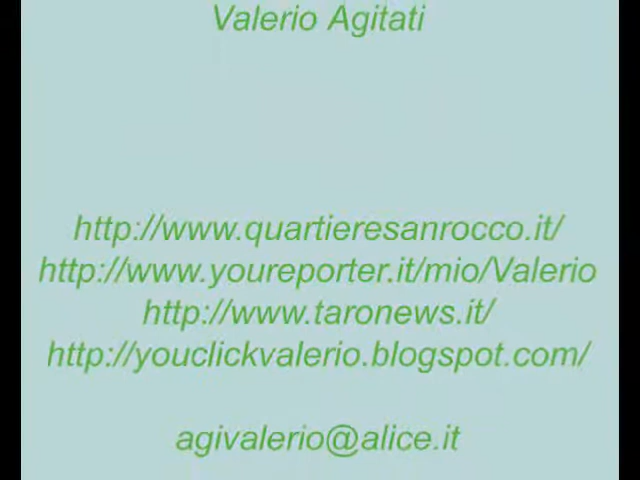 Valerio Agitati
http://www.quartieresanrocco.it/
http://www.youreporter.it/mio/Valerio
http://www.taronews.it/
http://youclickvalerio.blogspot.com/
agivalerio@alice.it